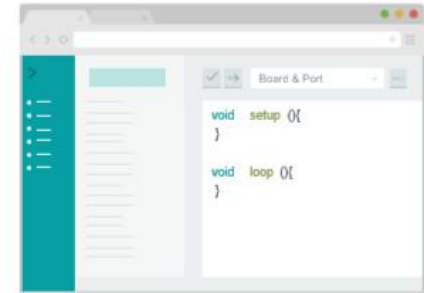 Board & Port
void setup (){
}
void loop (){
}